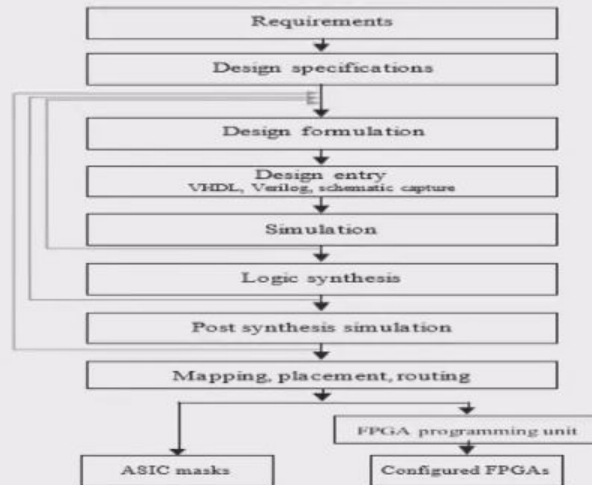 Requirements
Design specifications
Design formulation
Design entry
VHDL, Verilog, schematic capture
Simulation
Logic synthesis
Post synthesis simulation
Mapping, placement, routing
FPGA programming unit
ASIC masks
Configured FPGAs